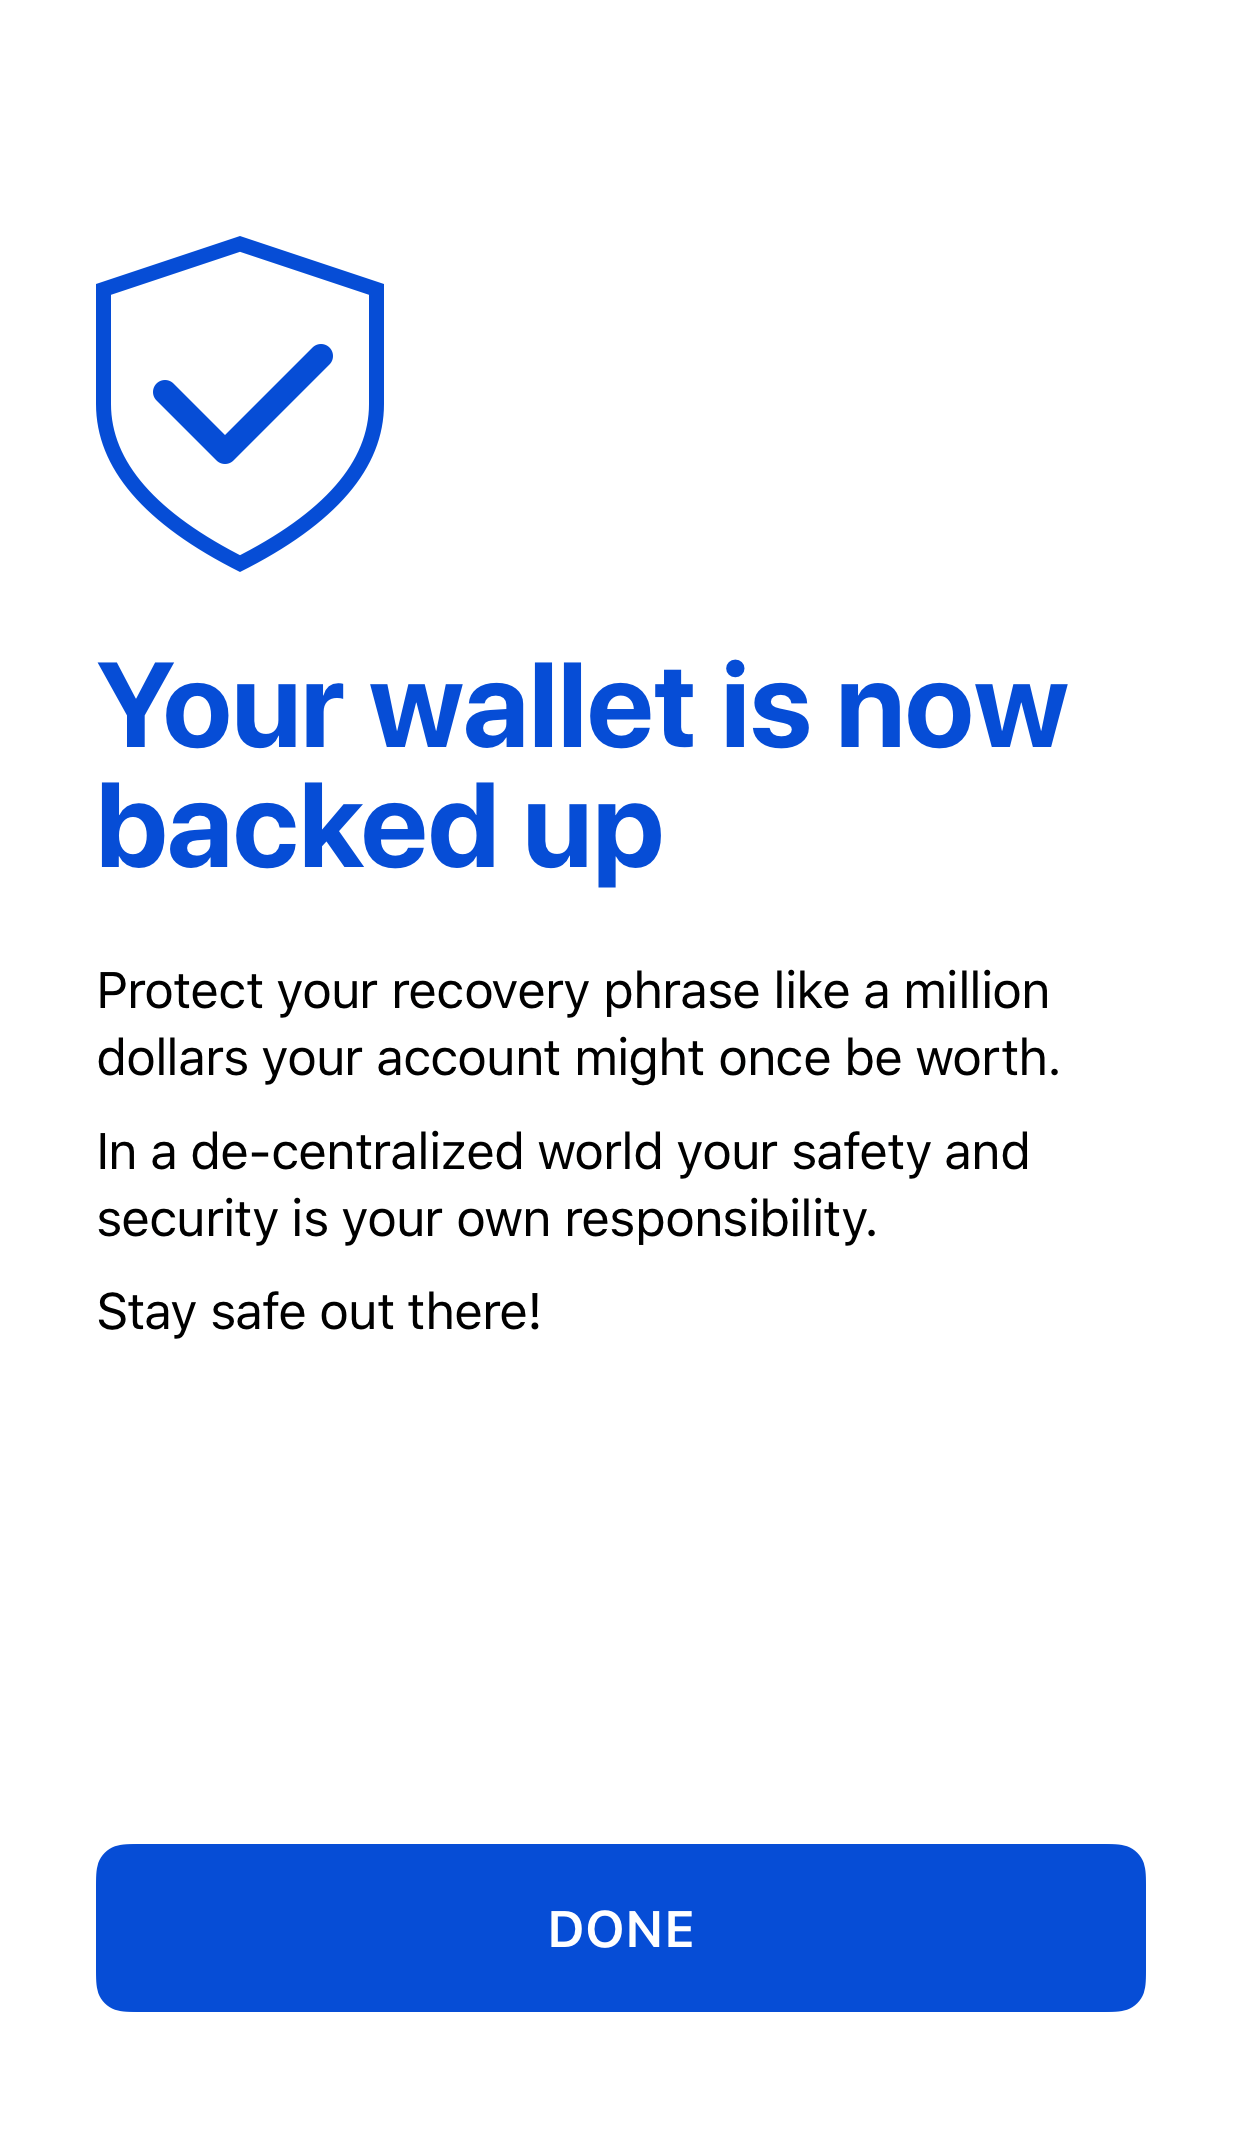 Your wallet is now
backed up
Protect your recovery phrase like a million
dollars your account might once be worth.
In a de-centralized world your safety and
security is your own responsibility.
Stay safe out there!
DONE